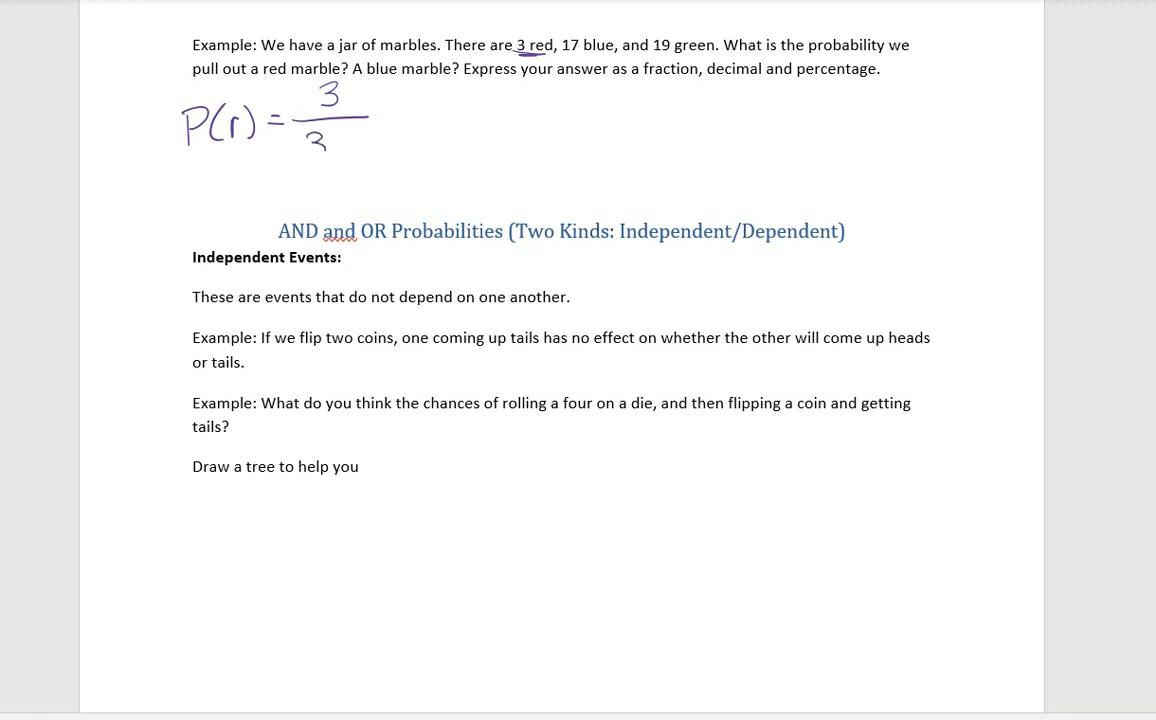 Example: We have a jar of marbles. There are 3 red, 17 blue, and 19 green. What is the probability we
pull out a red marble? A blue marble? Express your answer as a fraction, decimal and percentage.
P(r) = 3
3
AND and OR Probabilities (Two Kinds: Independent/Dependent)
Independent Events:
These are events that do not depend on one another.
Example: If we flip two coins, one coming up tails has no effect on whether the other will come up heads
or tails.
Example: What do you think the chances of rolling a four on a die, and then flipping a coin and getting
tails?
Draw a tree to help you